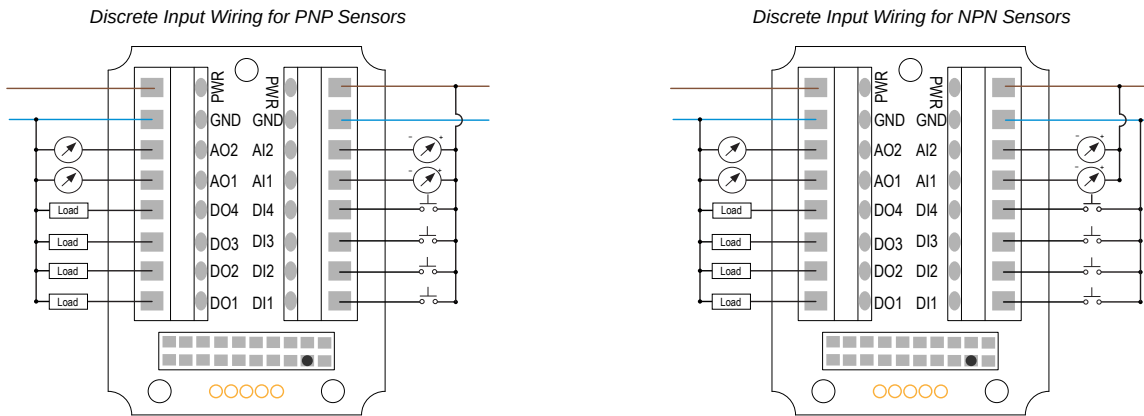 Discrete Input Wiring for PNP Sensors
PWR PWR
GND GND
AO2 AI2
- +
AO1 AI1
- +
DO4 DI4
Load
DO3 DI3
Load
DO2 DI2
Load
DO1 DI1
Load
Discrete Input Wiring for NPN Sensors
PWR PWR
GND GND
AO2 AI2
- +
AO1 AI1
- +
DO4 DI4
Load
DO3 DI3
Load
DO2 DI2
Load
DO1 DI1
Load